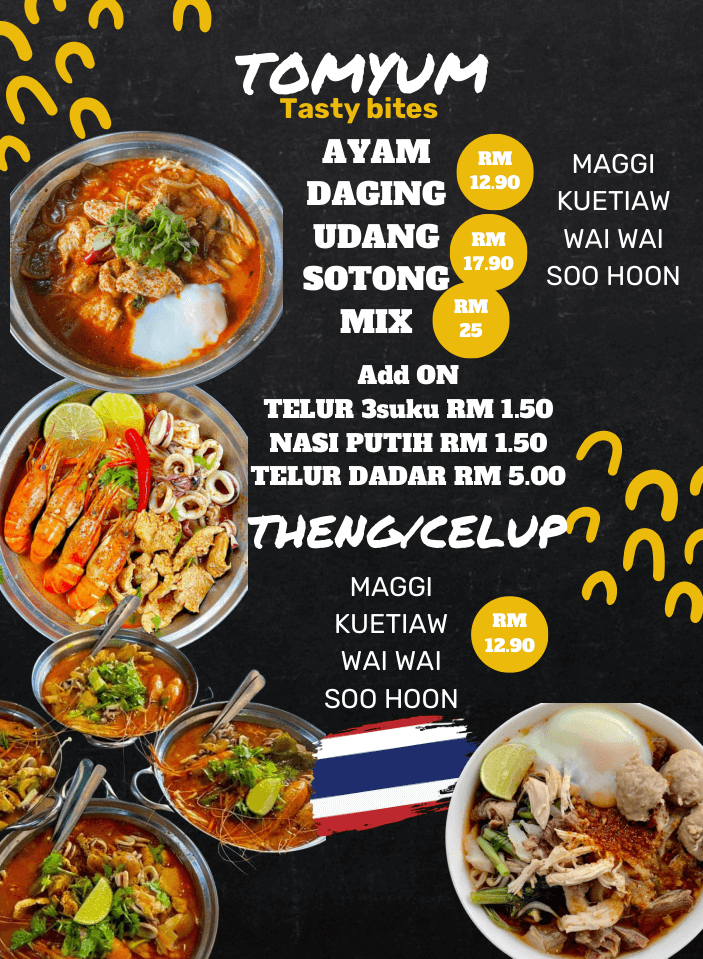 TOMYUM
Tasty bites
AYAM
DAGING
UDANG
SOTONG
MIX
RM
12.90
RM
17.90
RM
25
MAGGI
KUETIAW
WAI WAI
SOO HOON
Add ON
TELUR 3suku RM 1.50
NASI PUTIH RM 1.50
TELUR DADAR RM 5.00
THENG/CELUP
MAGGI
KUETIAW
WAI WAI
SOO HOON
RM
12.90